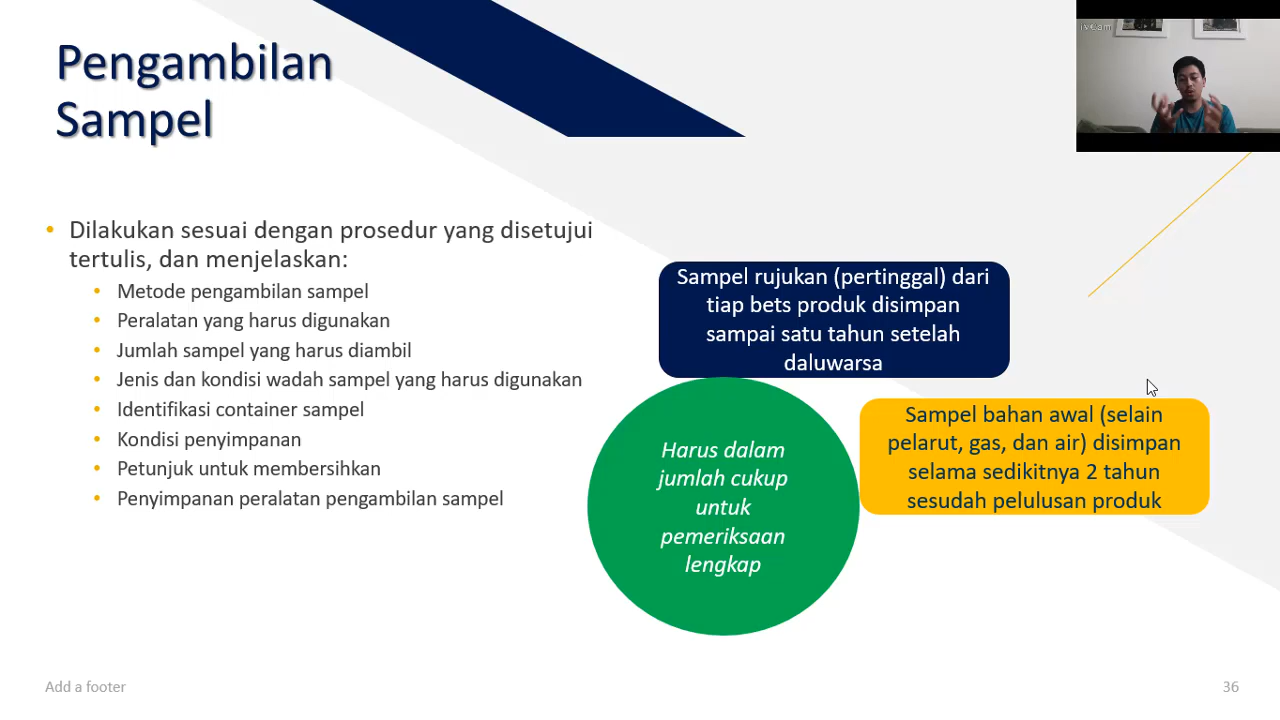 Pengambilan
Sampel
iVCam
• Dilakukan sesuai dengan prosedur yang disetujui
tertulis, dan menjelaskan:
• Metode pengambilan sampel
• Peralatan yang harus digunakan
• Jumlah sampel yang harus diambil
• Jenis dan kondisi wadah sampel yang harus digunakan
• Identifikasi container sampel
• Kondisi penyimpanan
• Petunjuk untuk membersihkan
• Penyimpanan peralatan pengambilan sampel
Sampel rujukan (pertinggal) dari
tiap bets produk disimpan
sampai satu tahun setelah
daluwarsa
Sampel bahan awal (selain
pelarut, gas, dan air) disimpan
selama sedikitnya 2 tahun
sesudah pelulusan produk
Harus dalam
jumlah cukup
untuk
pemeriksaan
lengkap
Add a footer
36